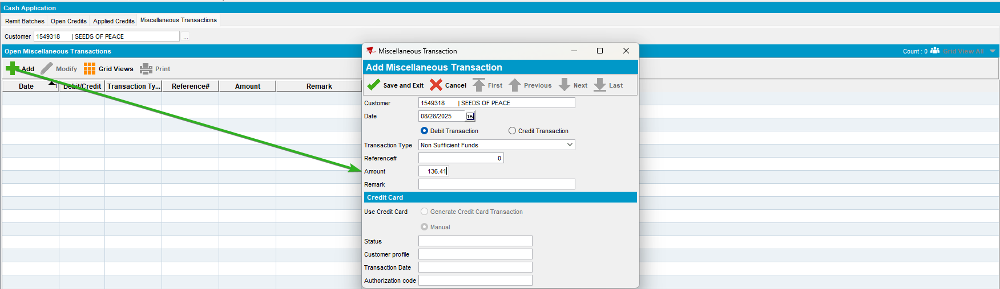 Cash Application
Remit Batches Open Credits Applied Credits Miscellaneous Transactions
Customer 1549318 | SEEDS OF PEACE ...
Open Miscellaneous Transactions Count : 0 Grid View All
Add Modify Grid Views Print
Date 1 Debit/Credit Transaction Ty... Reference# Amount Remark
Miscellaneous Transaction
Add Miscellaneous Transaction
Save and Exit Cancel First Previous Next Last
Customer 1549318 | SEEDS OF PEACE
Date 08/28/2025 16
Debit Transaction Credit Transaction
Transaction Type Non Sufficient Funds
Reference# 0
Amount 136.41
Remark
Credit Card
Use Credit Card Generate Credit Card Transaction
Manual
Status
Customer profile
Transaction Date
Authorization code